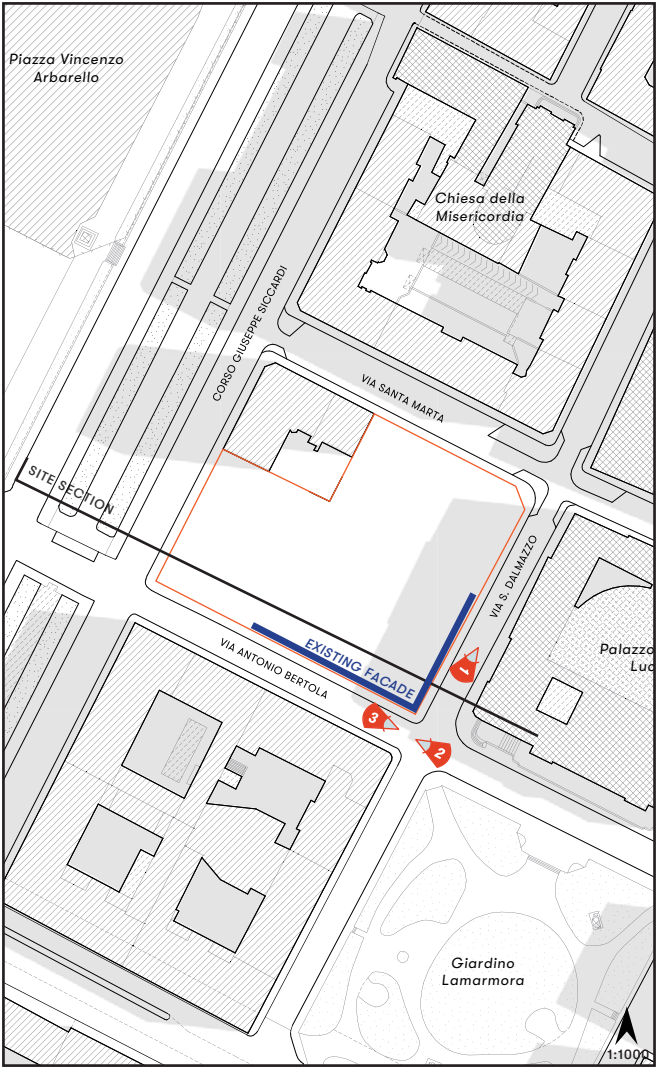 Piazza Vincenzo
Arbarello
Chiesa della
Misericordia
CORSO GIUSEPPE SICCARDI
VIA SANTA MARTA
SITE SECTION
VIA S. DALMAZZO
EXISTING FACADE
VIA ANTONIO BERTOLA
Palazzo
Luc
1
3
2
Giardino
Lamarmora
1:1000